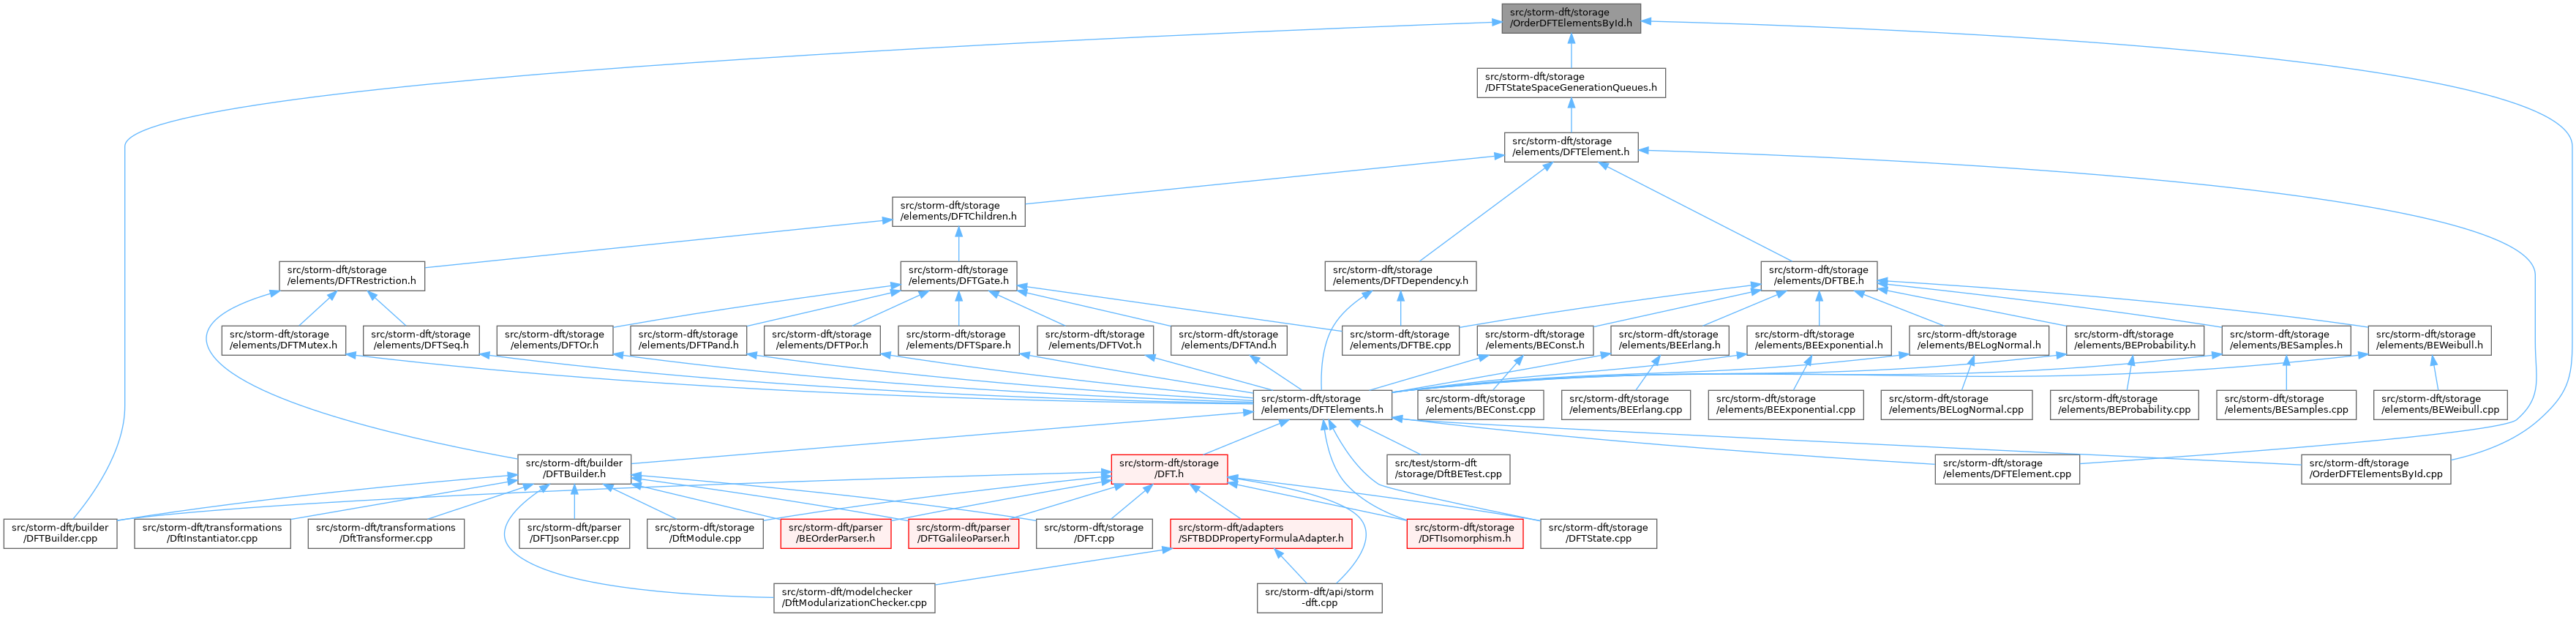 src/storm-dft/storage
/OrderDFTElementsById.h
src/storm-dft/storage
/DFTStateSpaceGenerationQueues.h
src/storm-dft/storage
/elements/DFTElement.h
src/storm-dft/storage
/elements/DFTChildren.h
src/storm-dft/storage
/elements/DFTRestriction.h
src/storm-dft/storage
/elements/DFTGate.h
src/storm-dft/storage
/elements/DFTDependency.h
src/storm-dft/storage
/elements/DFTBE.h
src/storm-dft/storage
/elements/DFTMutex.h
src/storm-dft/storage
/elements/DFTSeq.h
src/storm-dft/storage
/elements/DFTOr.h
src/storm-dft/storage
/elements/DFTPand.h
src/storm-dft/storage
/elements/DFTPor.h
src/storm-dft/storage
/elements/DFTSpare.h
src/storm-dft/storage
/elements/DFTVot.h
src/storm-dft/storage
/elements/DFTAnd.h
src/storm-dft/storage
/elements/DFTBE.cpp
src/storm-dft/storage
/elements/BEConst.h
src/storm-dft/storage
/elements/BEErlang.h
src/storm-dft/storage
/elements/BEExponential.h
src/storm-dft/storage
/elements/BELogNormal.h
src/storm-dft/storage
/elements/BEProbability.h
src/storm-dft/storage
/elements/BESamples.h
src/storm-dft/storage
/elements/BEWeibull.h
src/storm-dft/storage
/elements/DFTElements.h
src/storm-dft/storage
/elements/BEConst.cpp
src/storm-dft/storage
/elements/BEErlang.cpp
src/storm-dft/storage
/elements/BEExponential.cpp
src/storm-dft/storage
/elements/BELogNormal.cpp
src/storm-dft/storage
/elements/BEProbability.cpp
src/storm-dft/storage
/elements/BESamples.cpp
src/storm-dft/storage
/elements/BEWeibull.cpp
src/storm-dft/builder
/DFTBuilder.h
src/storm-dft/storage
/DFT.h
src/test/storm-dft
/storage/DftBETest.cpp
src/storm-dft/storage
/elements/DFTElement.cpp
src/storm-dft/storage
/OrderDFTElementsById.cpp
src/storm-dft/builder
/DFTBuilder.cpp
src/storm-dft/transformations
/DftInstantiator.cpp
src/storm-dft/transformations
/DftTransformer.cpp
src/storm-dft/parser
/DFTJsonParser.cpp
src/storm-dft/storage
/DftModule.cpp
src/storm-dft/parser
/BEOrderParser.h
src/storm-dft/parser
/DFTGalileoParser.h
src/storm-dft/storage
/DFT.cpp
src/storm-dft/adapters
/SFTBDDPropertyFormulaAdapter.h
src/storm-dft/storage
/DFTIsomorphism.h
src/storm-dft/storage
/DFTState.cpp
src/storm-dft/modelchecker
/DftModularizationChecker.cpp
src/storm-dft/api/storm
-dft.cpp